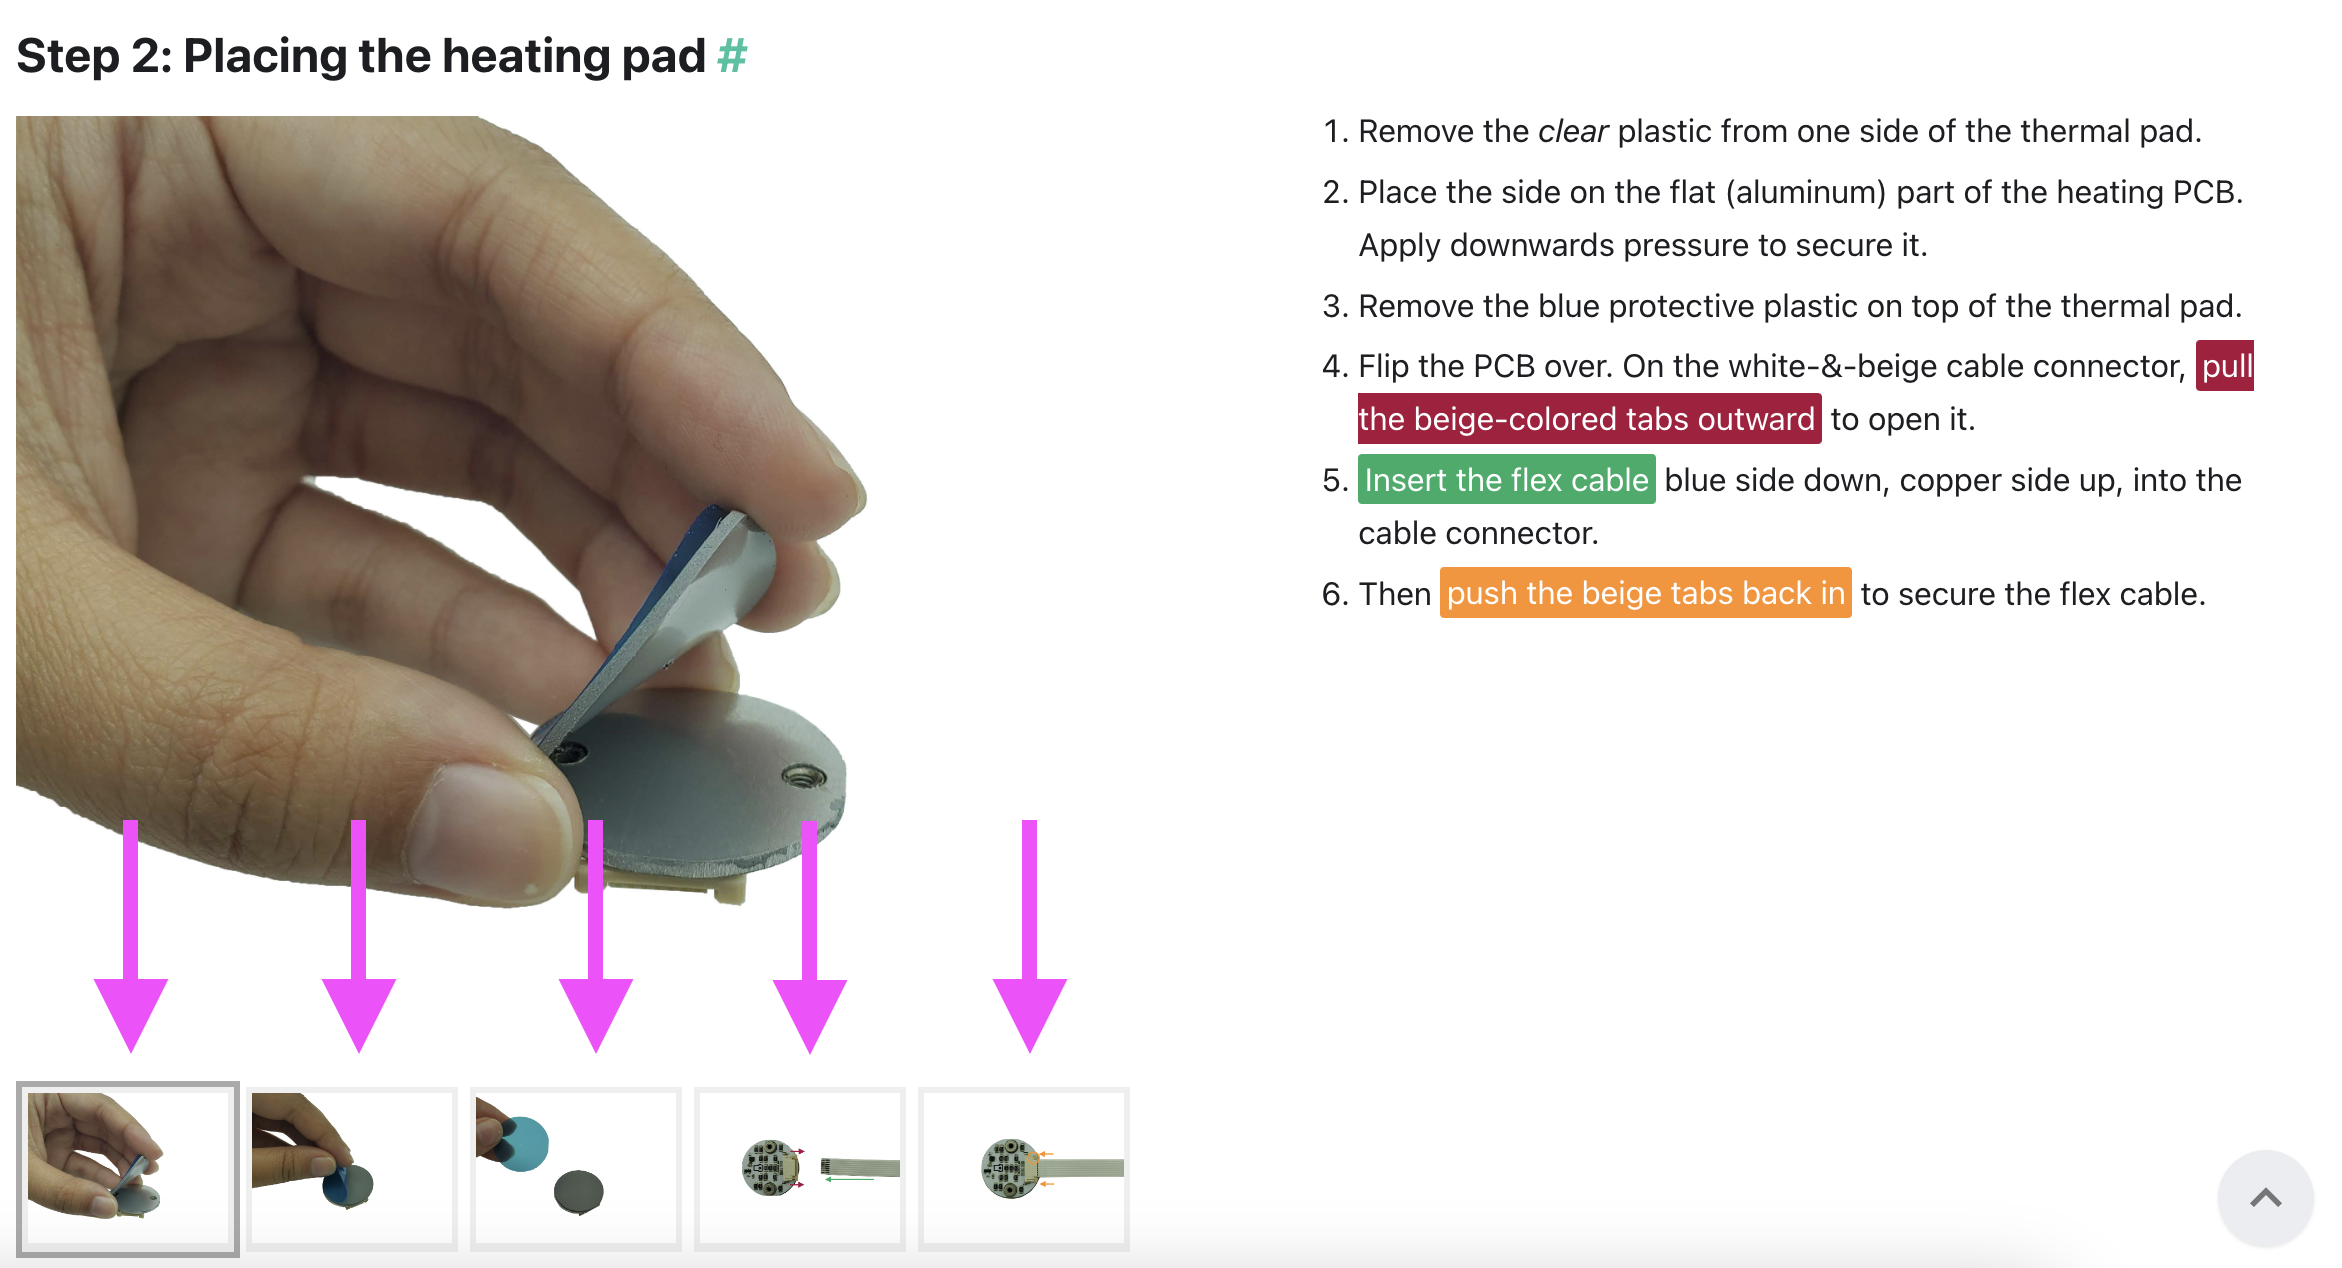 Step 2: Placing the heating pad #
1. Remove the clear plastic from one side of the thermal pad.
2. Place the side on the flat (aluminum) part of the heating PCB.
Apply downwards pressure to secure it.
3. Remove the blue protective plastic on top of the thermal pad.
4. Flip the PCB over. On the white-&-beige cable connector, pull
the beige-colored tabs outward to open it.
5. Insert the flex cable blue side down, copper side up, into the
cable connector.
6. Then push the beige tabs back in to secure the flex cable.